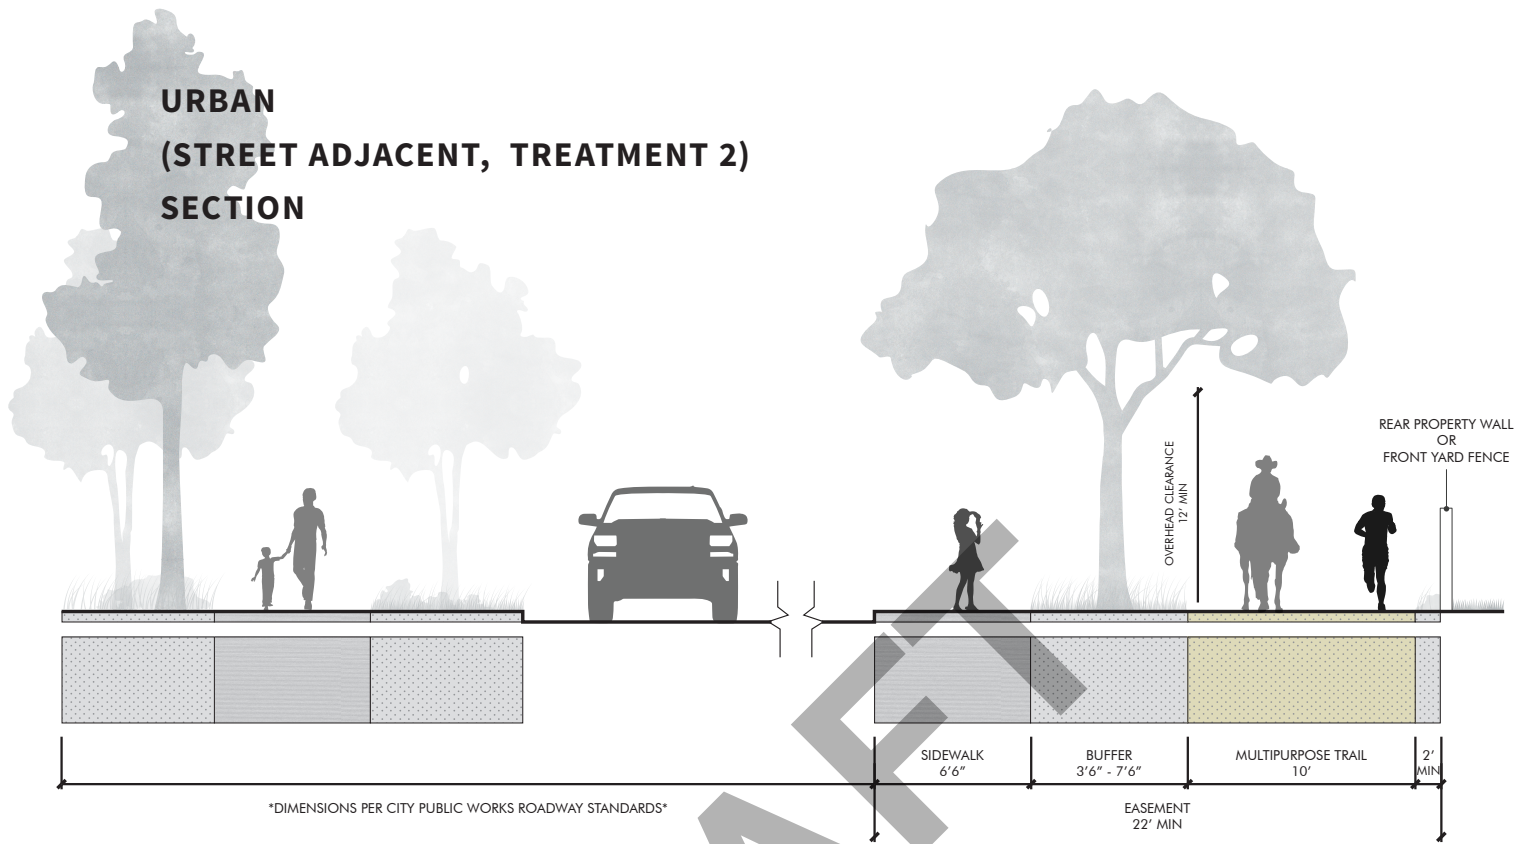 URBAN
(STREET ADJACENT, TREATMENT 2)
SECTION
REAR PROPERTY WALL
OR
FRONT YARD FENCE
OVERHEAD CLEARANCE
12' MIN
SIDEWALK
6'6"
BUFFER
3'6" - 7'6"
MULTIPURPOSE TRAIL
10'
2'
MIN
*DIMENSIONS PER CITY PUBLIC WORKS ROADWAY STANDARDS*
EASEMENT
22' MIN
AFT